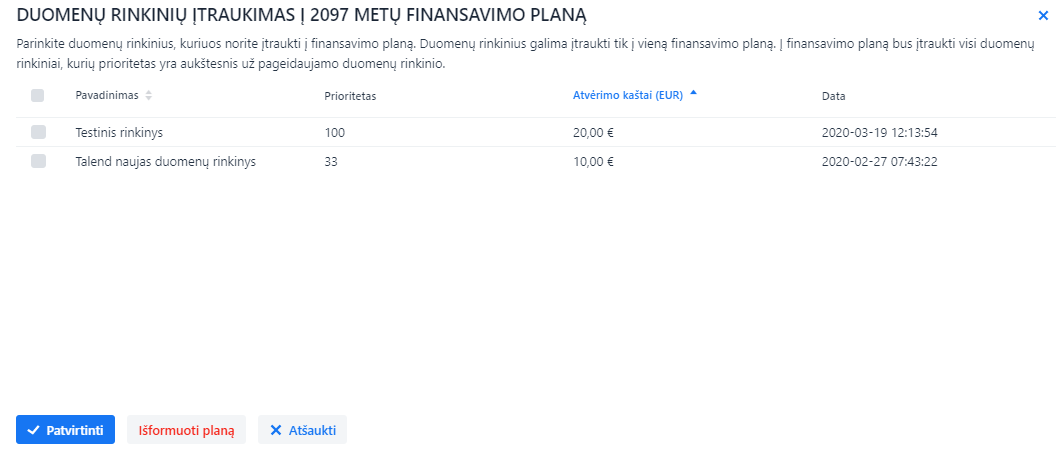 DUOMENŲ RINKINIŲ ĮTRAUKIMAS Į 2097 METŲ FINANSAVIMO PLANĄ
Parinkite duomenų rinkinius, kuriuos norite įtraukti į finansavimo planą. Duomenų rinkinius galima įtraukti tik į vieną finansavimo planą. Į finansavimo planą bus įtraukti visi duomenų
rinkiniai, kurių prioritetas yra aukštesnis už pageidaujamo duomenų rinkinio.
Pavadinimas Prioritetas Atvėrimo kaštai (EUR) Data
Testinis rinkinys 100 20,00 € 2020-03-19 12:13:54
Talend naujas duomenų rinkinys 33 10,00 € 2020-02-27 07:43:22
Patvirtinti Išformuoti planą Atšaukti